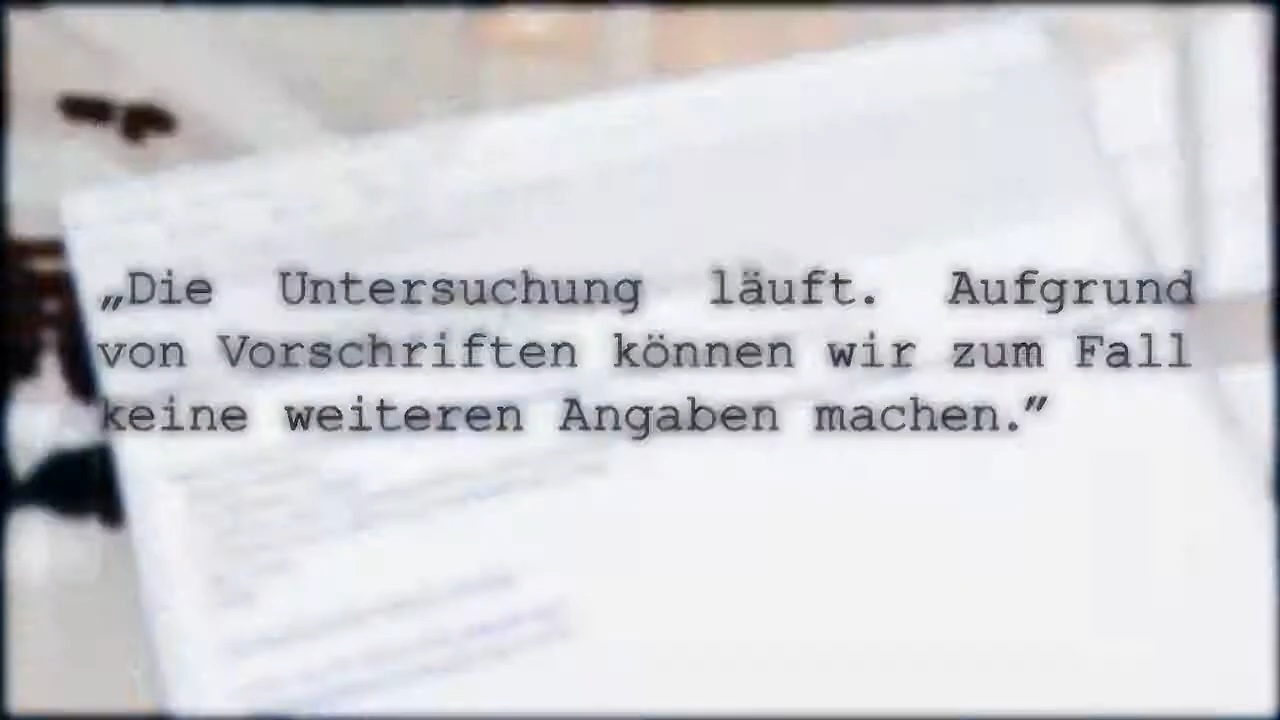 „Die Untersuchung läuft. Aufgrund
von Vorschriften können wir zum Fall
keine weiteren Angaben machen.”